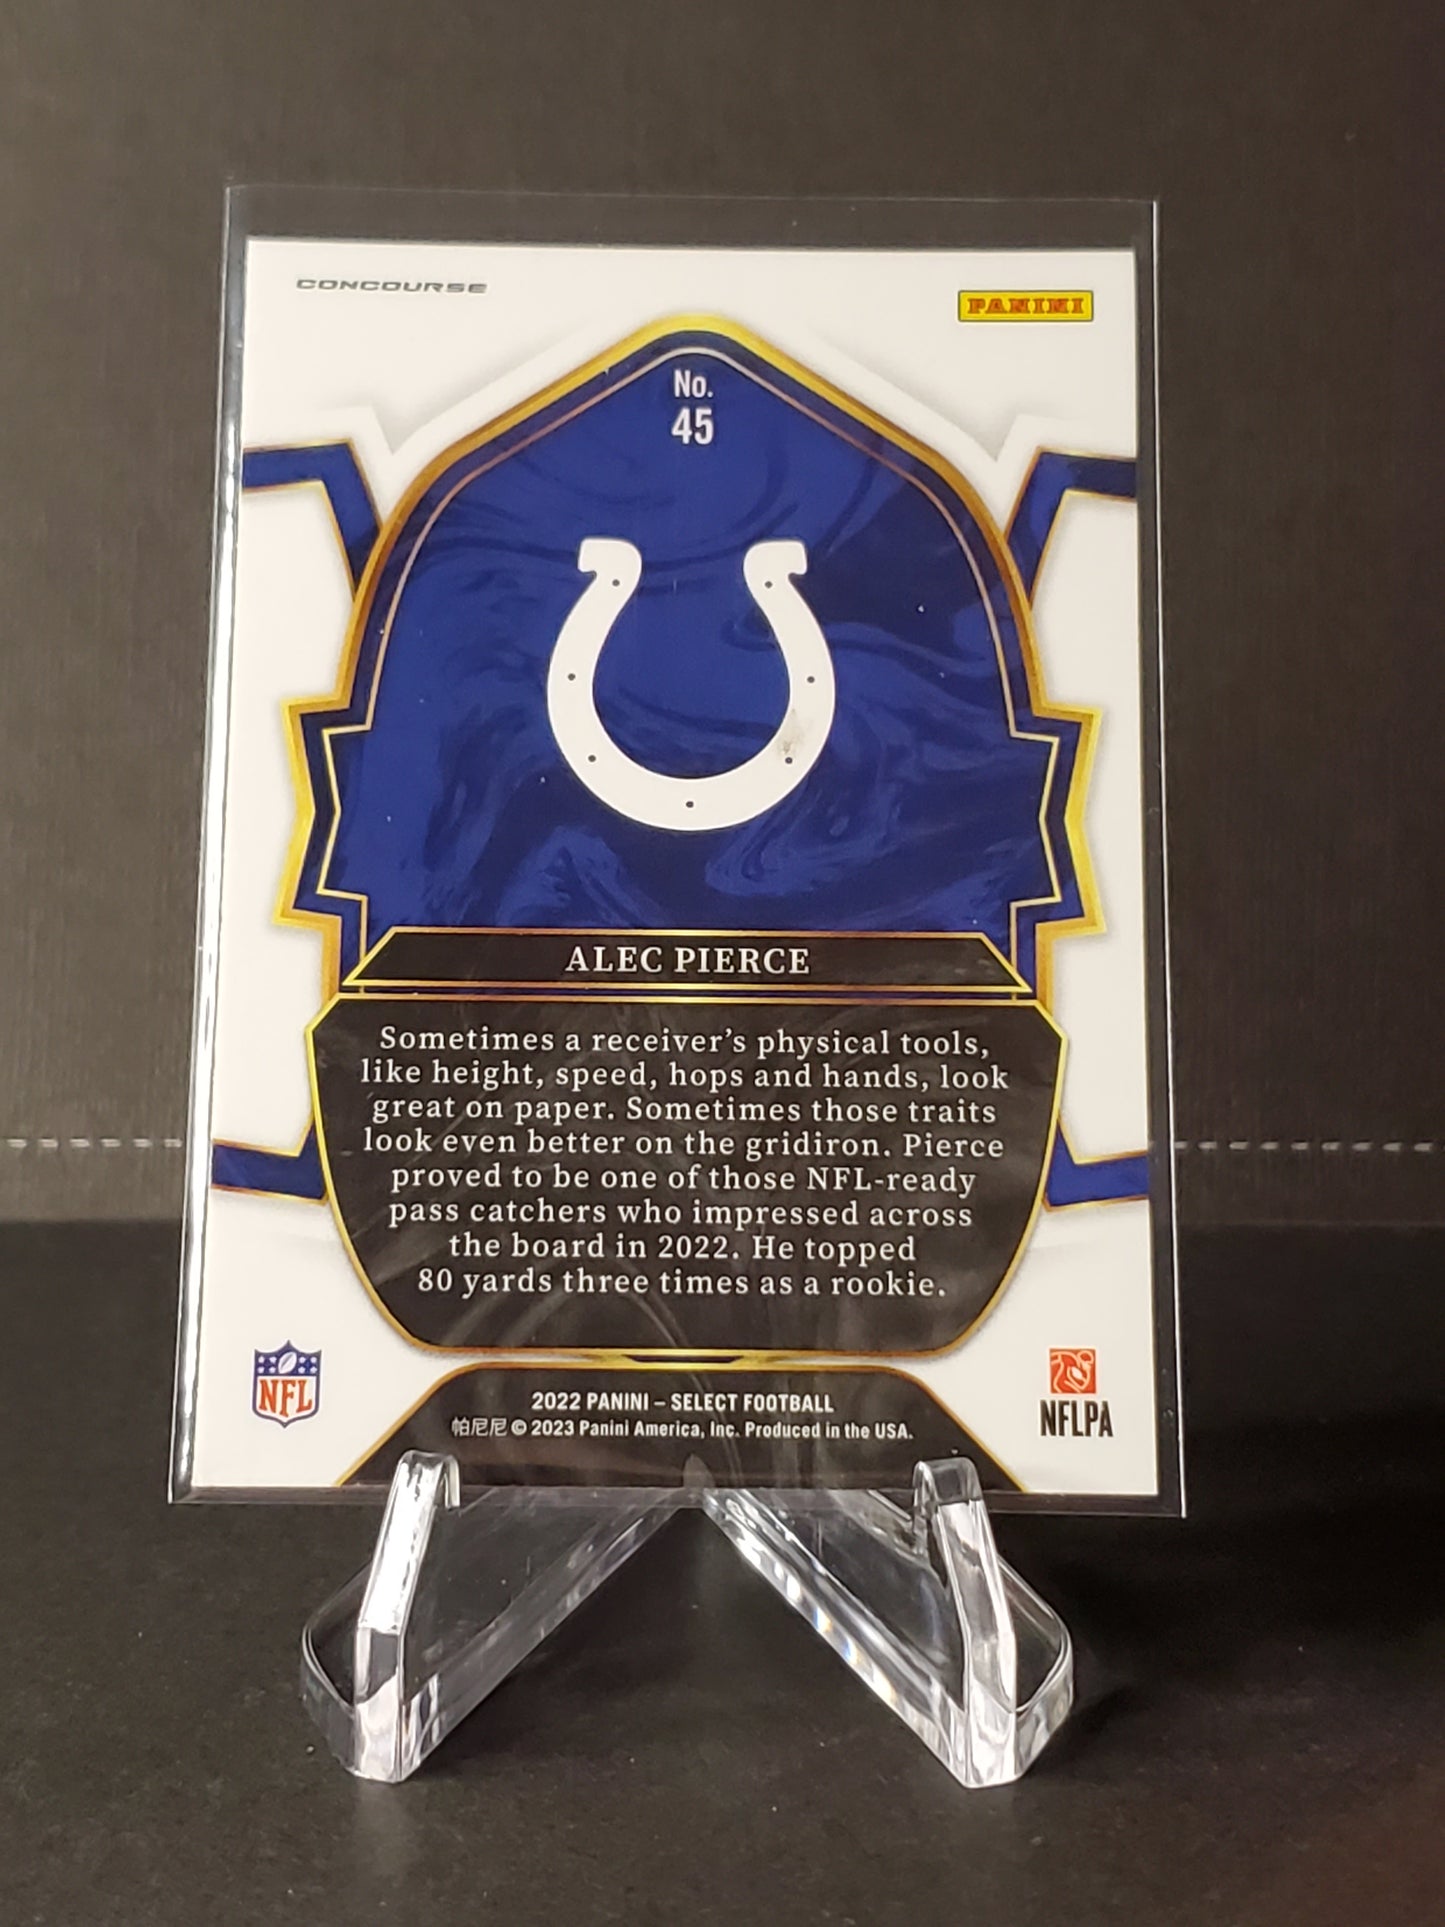 CONCOURSE
PANINI
No.
45
ALEC PIERCE
Sometimes a receiver's physical tools,
like height, speed, hops and hands, look
great on paper. Sometimes those traits
look even better on the gridiron. Pierce
proved to be one of those NFL-ready
pass catchers who impressed across
the board in 2022. He topped
80 yards three times as a rookie.
NFL
NFLPA
2022 PANINI – SELECT FOOTBALL
帕尼尼 © 2023 Panini America, Inc. Produced in the USA.